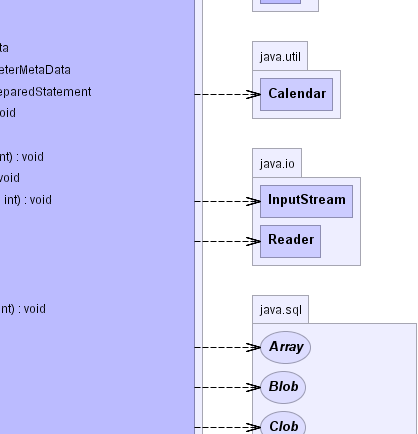 ta
eterMetaData
eparedStatement
oid
nt) : void
void
int) : void
nt) : void
java.util
Calendar
java.io
InputStream
Reader
java.sql
Array
Blob
Clob